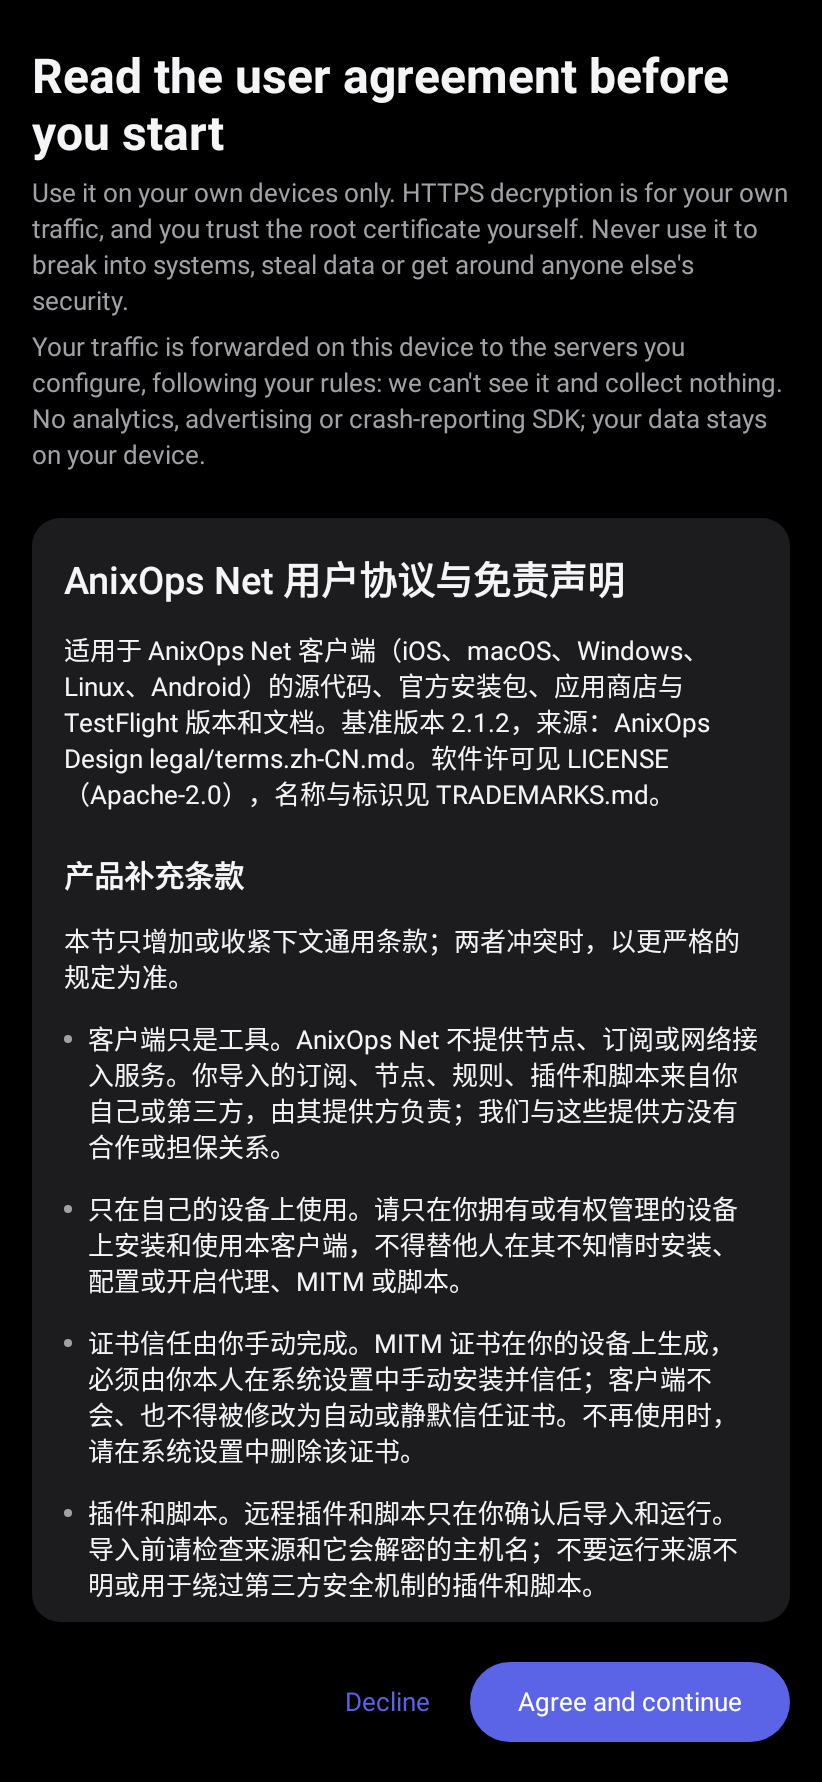 Read the user agreement before
you start
Use it on your own devices only. HTTPS decryption is for your own
traffic, and you trust the root certificate yourself. Never use it to
break into systems, steal data or get around anyone else's
security.
Your traffic is forwarded on this device to the servers you
configure, following your rules: we can't see it and collect nothing.
No analytics, advertising or crash-reporting SDK; your data stays
on your device.
AnixOps Net 用户协议与免责声明
适用于 AnixOps Net 客户端（iOS、macOS、Windows、
Linux、Android）的源代码、官方安装包、应用商店与
TestFlight 版本和文档。基准版本 2.1.2，来源：AnixOps
Design legal/terms.zh-CN.md。软件许可见 LICENSE
（Apache-2.0），名称与标识见 TRADEMARKS.md。
产品补充条款
本节只增加或收紧下文通用条款；两者冲突时，以更严格的
规定为准。
• 客户端只是工具。AnixOps Net 不提供节点、订阅或网络接
入服务。你导入的订阅、节点、规则、插件和脚本来自你
自己或第三方，由其提供方负责；我们与这些提供方没有
合作或担保关系。
• 只在自己的设备上使用。请只在你拥有或有权管理的设备
上安装和使用本客户端，不得替他人在其不知情时安装、
配置或开启代理、MITM 或脚本。
• 证书信任由你手动完成。MITM 证书在你的设备上生成，
必须由你本人在系统设置中手动安装并信任；客户端不
会、也不得被修改为自动或静默信任证书。不再使用时，
请在系统设置中删除该证书。
• 插件和脚本。远程插件和脚本只在你确认后导入和运行。
导入前请检查来源和它会解密的主机名；不要运行来源不
明或用于绕过第三方安全机制的插件和脚本。
Decline
Agree and continue